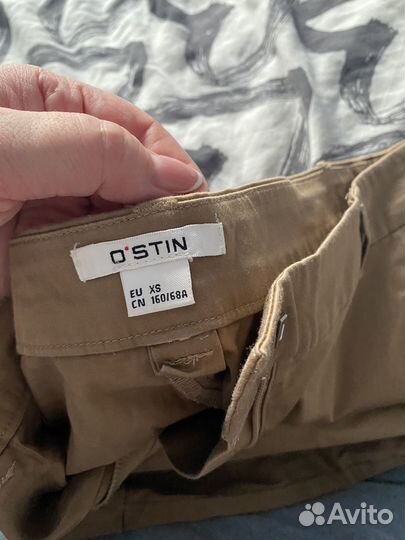 O'STIN
EU XS
CN 160/68A
Avito